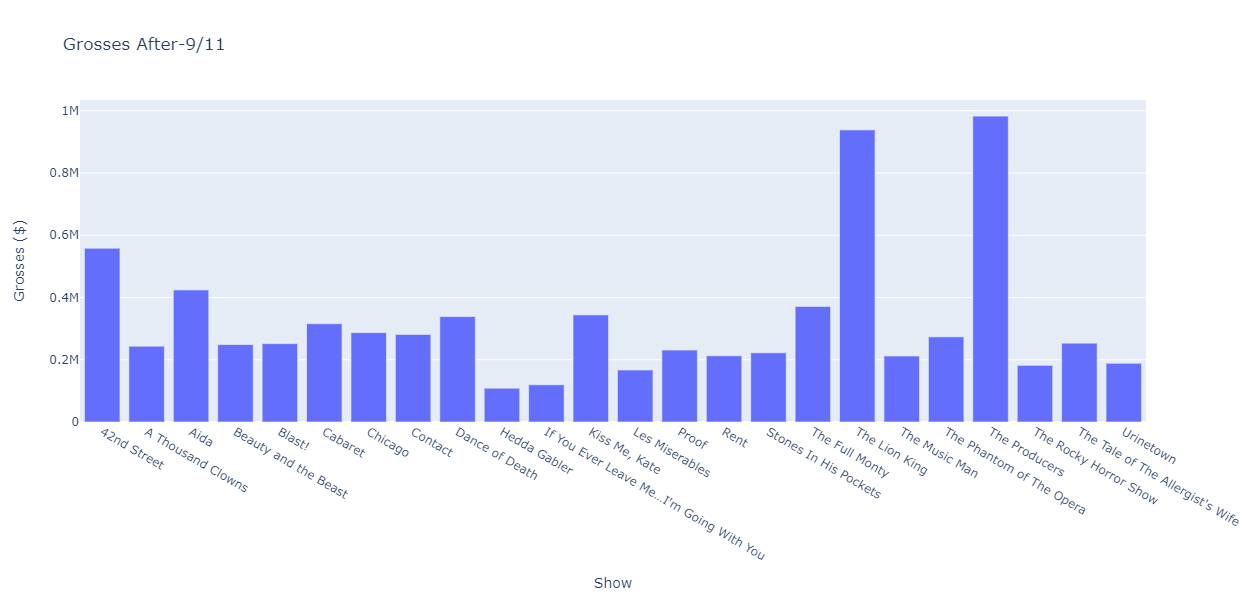 Grosses After-9/11
Grosses ($)
1M
0.8M
0.6M
0.4M
0.2M
0
42nd Street
A Thousand Clowns
Aida
Beauty and the Beast
Blast!
Cabaret
Chicago
Contact
Dance of Death
Hedda Gabler
If You Ever Leave Me...I'm Going With You
Kiss Me, Kate
Les Miserables
Proof
Rent
Stones In His Pockets
The Full Monty
The Lion King
The Music Man
The Phantom of The Opera
The Producers
The Rocky Horror Show
The Tale of The Allergist's Wife
Urinetown
Show